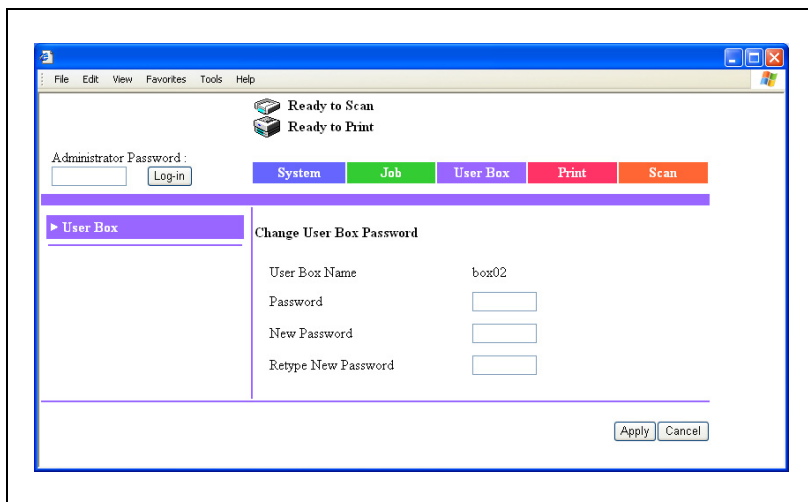 File Edit View Favorites Tools Help
Ready to Scan
Ready to Print
Administrator Password :
Log-in
System Job User Box Print Scan
User Box
Change User Box Password
User Box Name box02
Password
New Password
Retype New Password
Apply Cancel